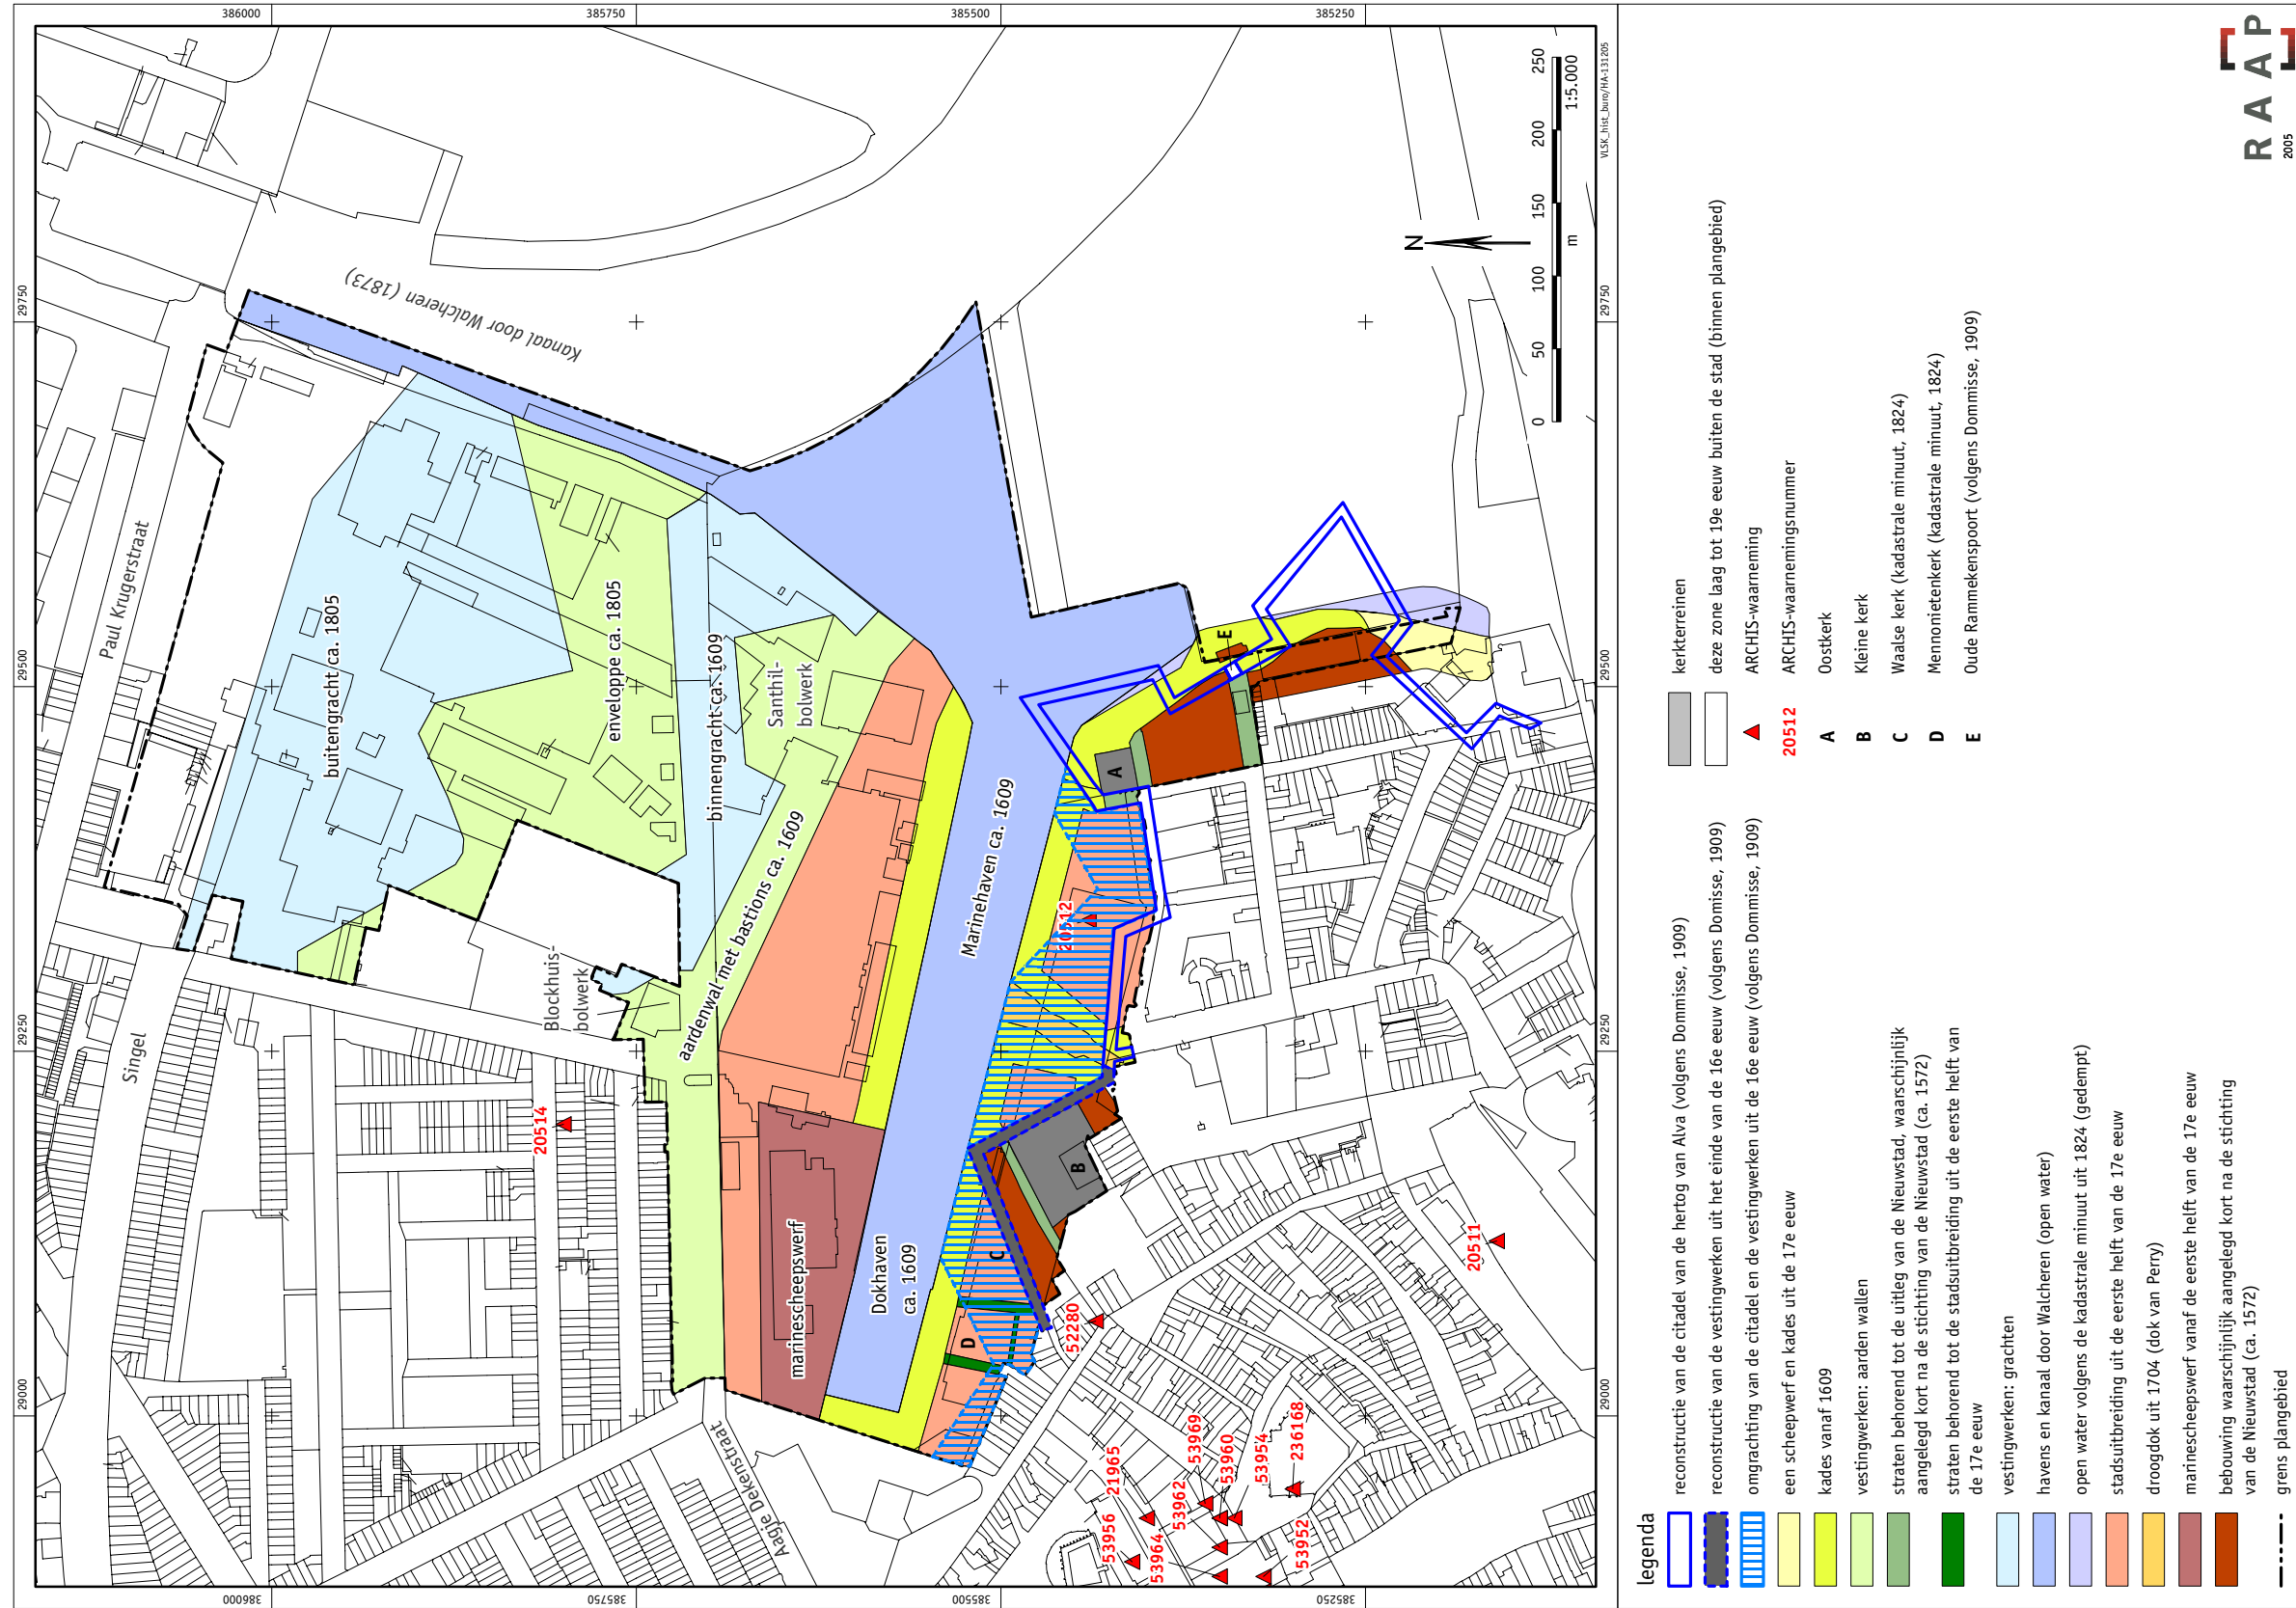 386000
385750
385500
385250
29750
29500
29250
29000
29750
29500
29250
29000
386000
385750
385500
385250
Paul Krugerstraat
Singel
Aagje Dekenstraat
Kanaal door Walcheren (1873)
buitengracht ca. 1805
enveloppe ca. 1805
binnengracht ca. 1609
Santhil-
bolwerk
Blockhuis-
bolwerk
aardenwal met bastions ca. 1609
Marinehaven ca. 1609
marinescheepswerf
Dokhaven
ca. 1609
A
B
C
D
E
20514
20512
20511
52280
21965
53956
53964
53962
53969
53960
53954
53952
236168
N
0 50 100 150 200 250
m
1:5.000
VLSK_hist_buro/HA-131205
legenda
reconstructie van de citadel van de hertog van Alva (volgens Dommisse, 1909)
reconstructie van de vestingwerken uit het einde van de 16e eeuw (volgens Domisse, 1909)
omgrachting van de citadel en de vestingwerken uit de 16e eeuw (volgens Dommisse, 1909)
een scheepwerf en kades uit de 17e eeuw
kades vanaf 1609
vestingwerken: aarden wallen
straten behorend tot de uitleg van de Nieuwstad, waarschijnlijk
aangelegd kort na de stichting van de Nieuwstad (ca. 1572)
straten behorend tot de stadsuitbreiding uit de eerste helft van
de 17e eeuw
vestingwerken: grachten
havens en kanaal door Walcheren (open water)
open water volgens de kadastrale minuut uit 1824 (gedempt)
stadsuitbreiding uit de eerste helft van de 17e eeuw
droogdok uit 1704 (dok van Perry)
marinescheepswerf vanaf de eerste helft van de 17e eeuw
bebouwing waarschijnlijk aangelegd kort na de stichting
van de Nieuwstad (ca. 1572)
grens plangebied
kerkterreinen
deze zone laag tot 19e eeuw buiten de stad (binnen plangebied)
ARCHIS-waarneming
20512 ARCHIS-waarnemingsnummer
A Oostkerk
B Kleine kerk
C Waalse kerk (kadastrale minuut, 1824)
D Mennonietenkerk (kadastrale minuut, 1824)
E Oude Rammekenspoort (volgens Dommisse, 1909)
RAAP
2005